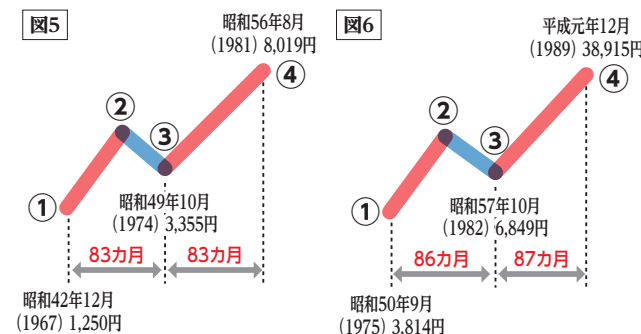 図5
昭和56年8月
(1981) 8,019円
①
②
③
④
昭和49年10月
(1974) 3,355円
83カ月
83カ月
昭和42年12月
(1967) 1,250円
図6
平成元年12月
(1989) 38,915円
①
②
③
④
昭和57年10月
(1982) 6,849円
86カ月
87カ月
昭和50年9月
(1975) 3,814円